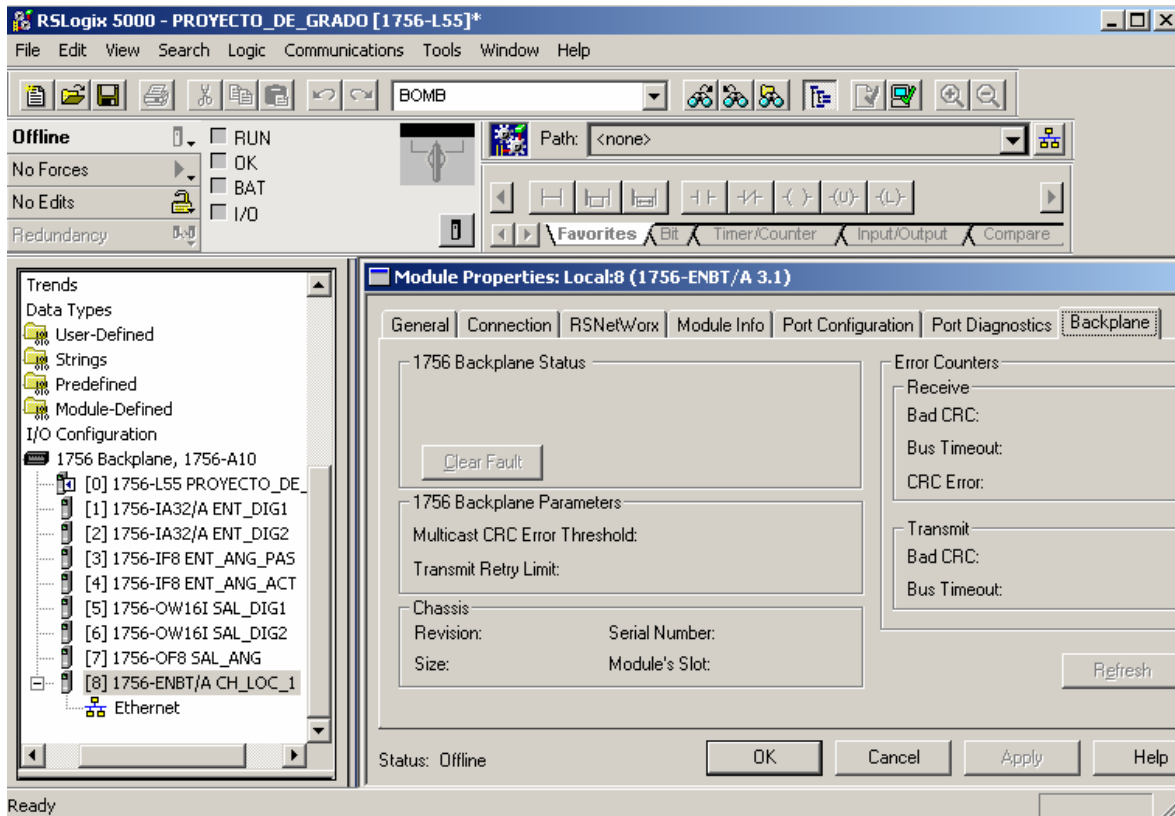 RSLogix 5000 - PROYECTO_DE_GRADO [1756-L55]*
File Edit View Search Logic Communications Tools Window Help
BOMB
Offline
RUN
Path: <none>
No Forces
OK
No Edits
BAT
Redundancy
I/O
Favorites Bit Timer/Counter Input/Output Compare
Trends
Data Types
User-Defined
Strings
Predefined
Module-Defined
I/O Configuration
1756 Backplane, 1756-A10
[0] 1756-L55 PROYECTO_DE_
[1] 1756-IA32/A ENT_DIG1
[2] 1756-IA32/A ENT_DIG2
[3] 1756-IF8 ENT_ANG_PAS
[4] 1756-IF8 ENT_ANG_ACT
[5] 1756-OW16I SAL_DIG1
[6] 1756-OW16I SAL_DIG2
[7] 1756-OF8 SAL_ANG
[8] 1756-ENBT/A CH_LOC_1
Ethernet
Module Properties: Local:8 (1756-ENBT/A 3.1)
General Connection RSNetWorx Module Info Port Configuration Port Diagnostics Backplane
1756 Backplane Status
Clear Fault
1756 Backplane Parameters
Multicast CRC Error Threshold:
Transmit Retry Limit:
Chassis
Revision: Serial Number:
Size: Module's Slot:
Error Counters
Receive
Bad CRC:
Bus Timeout:
CRC Error:
Transmit
Bad CRC:
Bus Timeout:
Refresh
Status: Offline
OK Cancel Apply Help
Ready